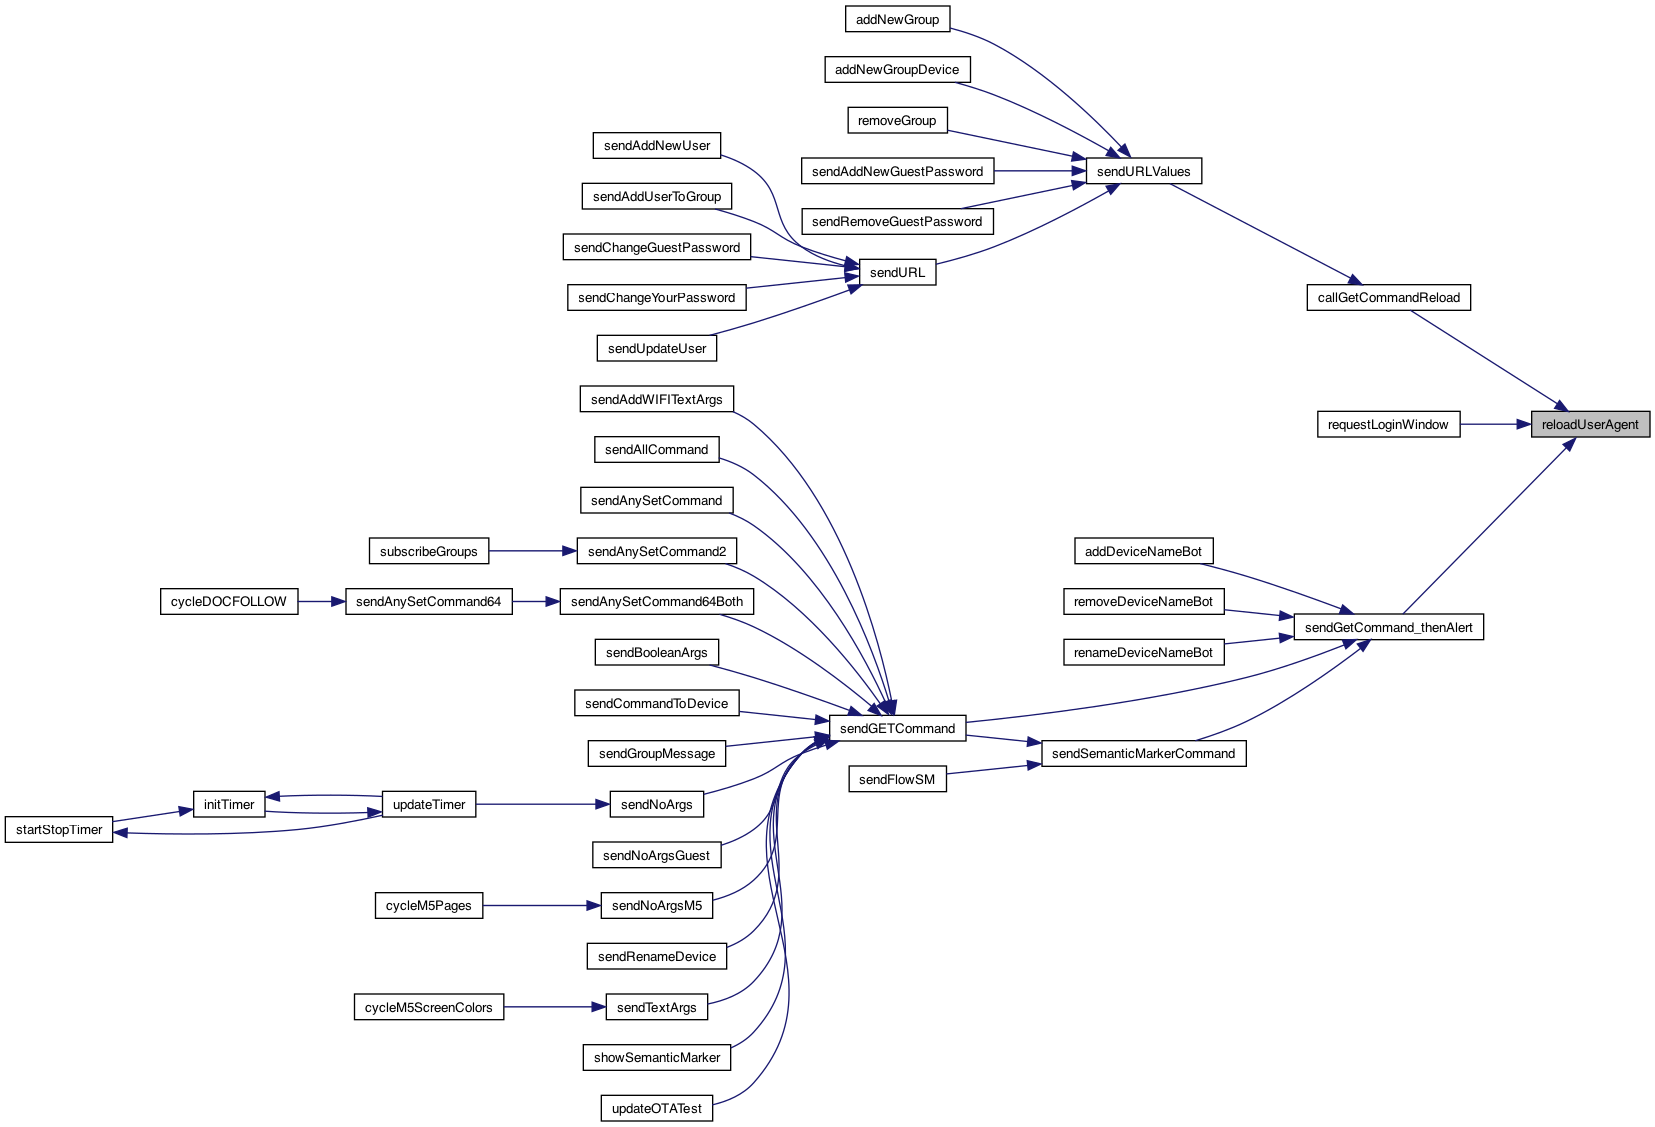 addNewGroup
addNewGroupDevice
removeGroup
sendAddNewUser
sendAddNewGuestPassword
sendURLValues
sendAddUserToGroup
sendRemoveGuestPassword
sendChangeGuestPassword
sendURL
sendChangeYourPassword
callGetCommandReload
sendUpdateUser
sendAddWIFITextArgs
requestLoginWindow
reloadUserAgent
sendAllCommand
sendAnySetCommand
subscribeGroups
sendAnySetCommand2
addDeviceNameBot
cycleDOCFOLLOW
sendAnySetCommand64
sendAnySetCommand64Both
removeDeviceNameBot
sendGetCommand_thenAlert
sendBooleanArgs
renameDeviceNameBot
sendCommandToDevice
sendGETCommand
sendGroupMessage
sendSemanticMarkerCommand
sendFlowSM
initTimer
updateTimer
sendNoArgs
startStopTimer
sendNoArgsGuest
cycleM5Pages
sendNoArgsM5
sendRenameDevice
cycleM5ScreenColors
sendTextArgs
showSemanticMarker
updateOTATest